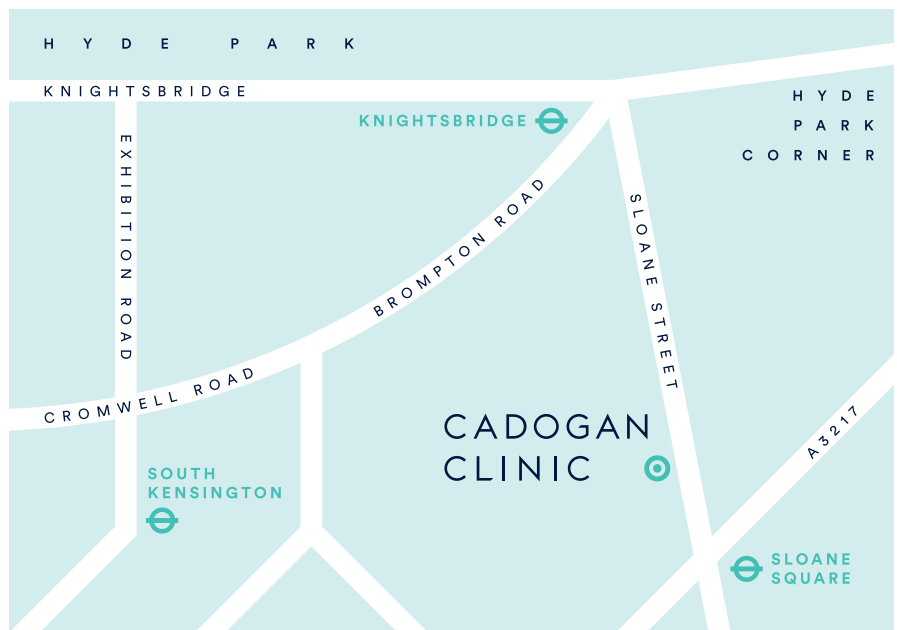 HYDE PARK
KNIGHTSBRIDGE
KNIGHTSBRIDGE
HYDE
PARK
CORNER
EXHIBITION ROAD
BROMPTON ROAD
SLOANE STREET
CROMWELL ROAD
CADOGAN
CLINIC
A3217
SOUTH
KENSINGTON
SLOANE
SQUARE